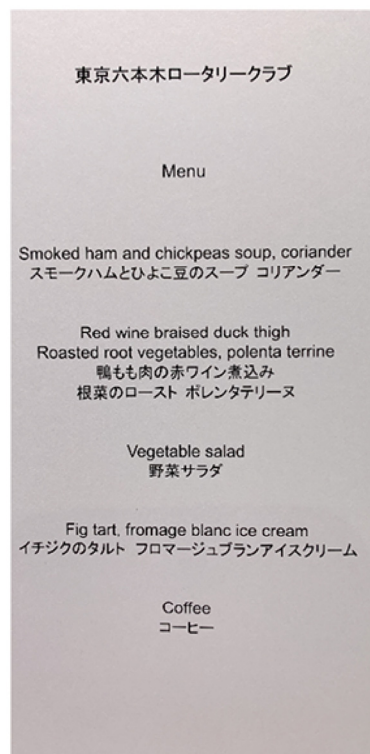 東京六本木ロータリークラブ
Menu
Smoked ham and chickpeas soup, coriander
スモークハムとひよこ豆のスープ コリアンダー
Red wine braised duck thigh
Roasted root vegetables, polenta terrine
鴨もも肉の赤ワイン煮込み
根菜のロースト ポレンタテリーヌ
Vegetable salad
野菜サラダ
Fig tart, fromage blanc ice cream
イチジクのタルト フロマージュブランアイスクリーム
Coffee
コーヒー